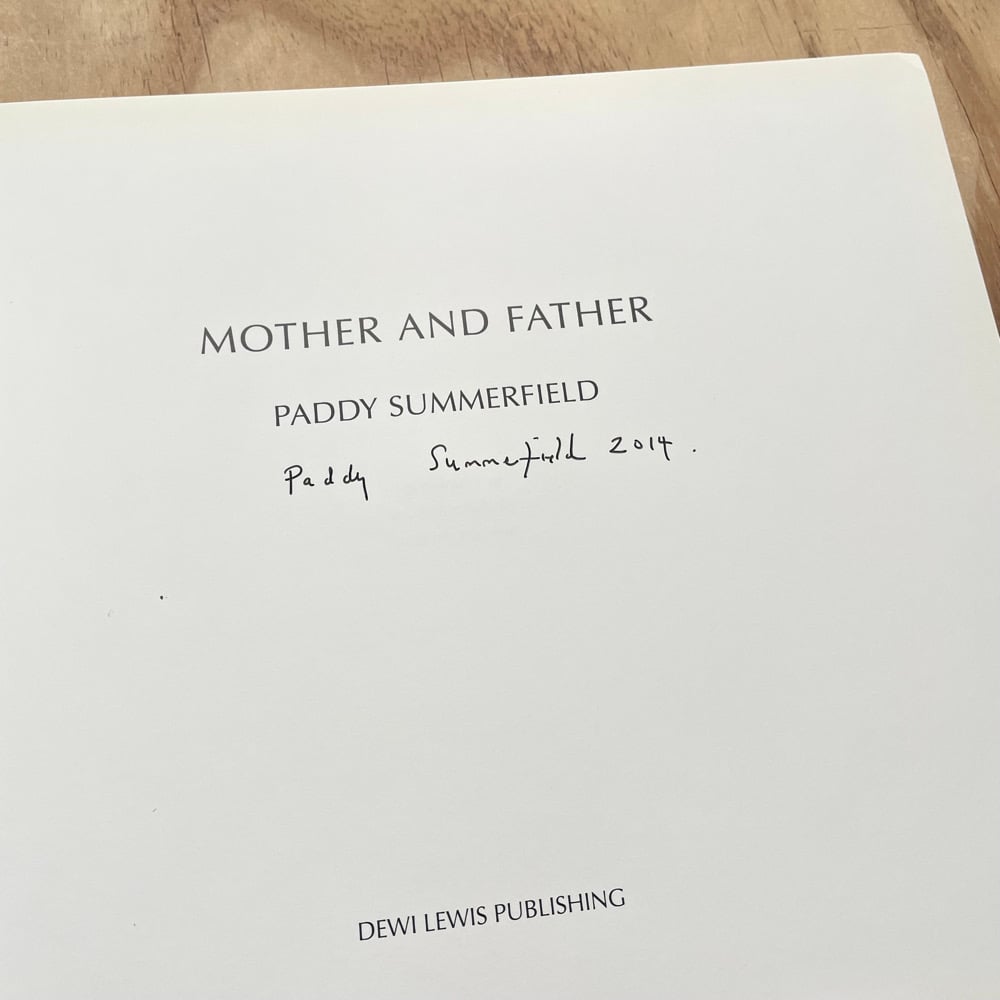 MOTHER AND FATHER
PADDY SUMMERFIELD
Paddy Summerfield 2014.
DEWI LEWIS PUBLISHING